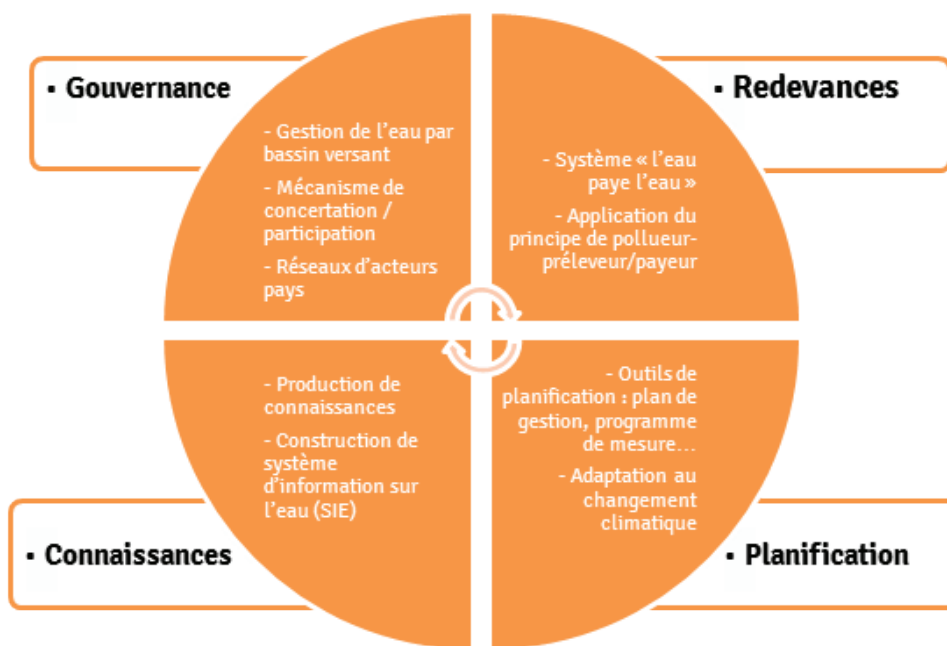 ▪ Gouvernance
- Gestion de l'eau par
bassin versant
- Mécanisme de
concertation /
participation
- Réseaux d'acteurs
pays
▪ Redevances
- Système « l'eau
paye l'eau »
- Application du
principe de pollueur-
préleveur/payeur
▪ Connaissances
- Production de
connaissances
- Construction de
système
d'information sur
l'eau (SIE)
▪ Planification
- Outils de
planification : plan de
gestion, programme
de mesure...
- Adaptation au
changement
climatique